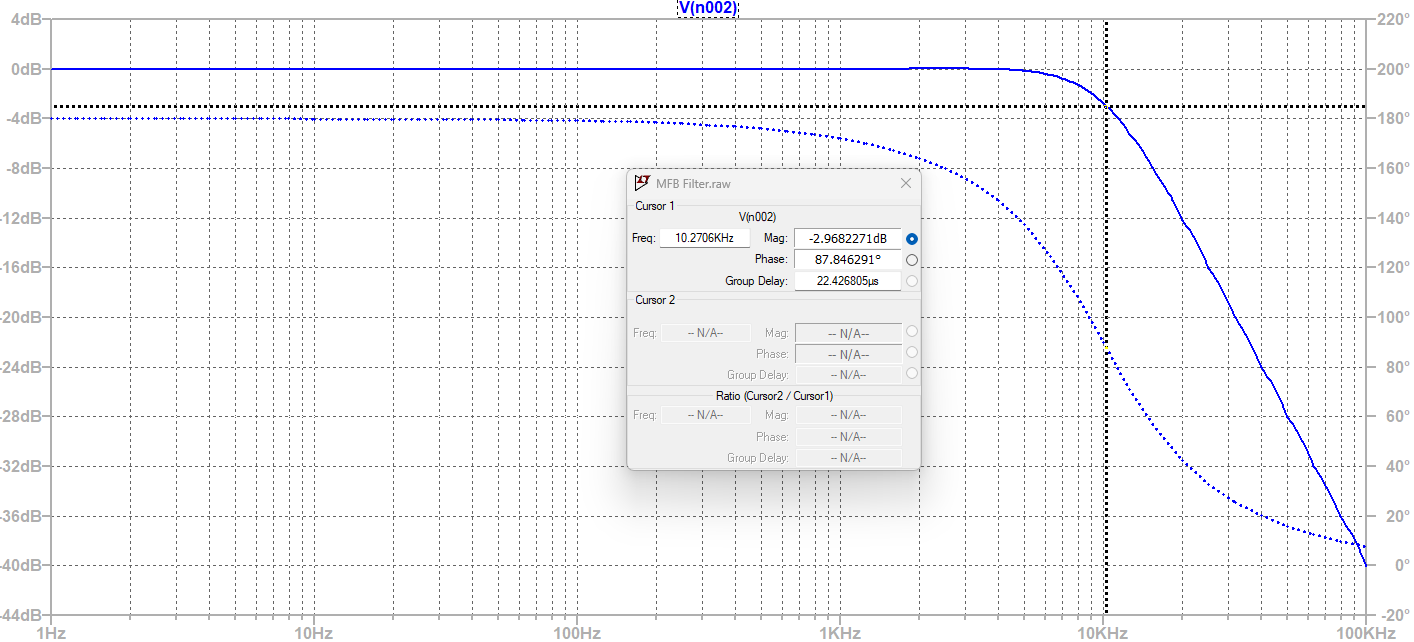 V(n002)
4dB 220°
0dB 200°
-4dB 180°
-8dB 160°
MFB Filter.raw
Cursor 1
V(n002)
-12dB 140°
Freq: 10.2706KHz Mag: -2.9682271dB
Phase: 87.846291°
-16dB 120°
Group Delay: 22.426805µs
Cursor 2
-20dB 100°
Freq: -- N/A-- Mag: -- N/A--
Phase: -- N/A--
-24dB 80°
Group Delay: -- N/A--
Ratio (Cursor2 / Cursor1)
-28dB 60°
Freq: -- N/A-- Mag: -- N/A--
Phase: -- N/A--
Group Delay: -- N/A--
-32dB 40°
-36dB 20°
-40dB 0°
-44dB -20°
1Hz 10Hz 100Hz 1KHz 10KHz 100KHz